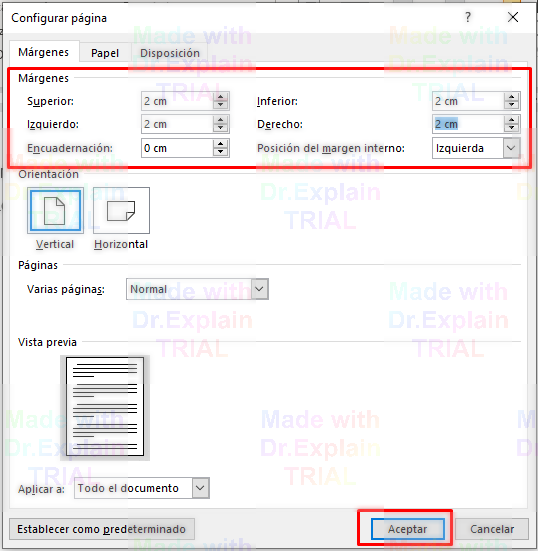 Configurar página ? ×
Márgenes Papel Disposición
Márgenes
Superior: 2 cm Inferior: 2 cm
Izquierdo: 2 cm Derecho: 2 cm
Encuadernación: 0 cm Posición del margen interno: Izquierda
Orientación
Vertical Horizontal
Páginas
Varias páginas: Normal
Vista previa
Aplicar a: Todo el documento
Establecer como predeterminado Aceptar Cancelar
Made with
Dr.Explain
TRIAL
Made with
Dr.Explain
TRIAL
Made with
Dr.Explain
TRIAL
Made with
Dr.Explain
TRIAL
Made with
Dr.Explain
TRIAL
Made with
Dr.Explain
TRIAL
Made with
Dr.Explain
TRIAL
Made with
Dr.Explain
TRIAL